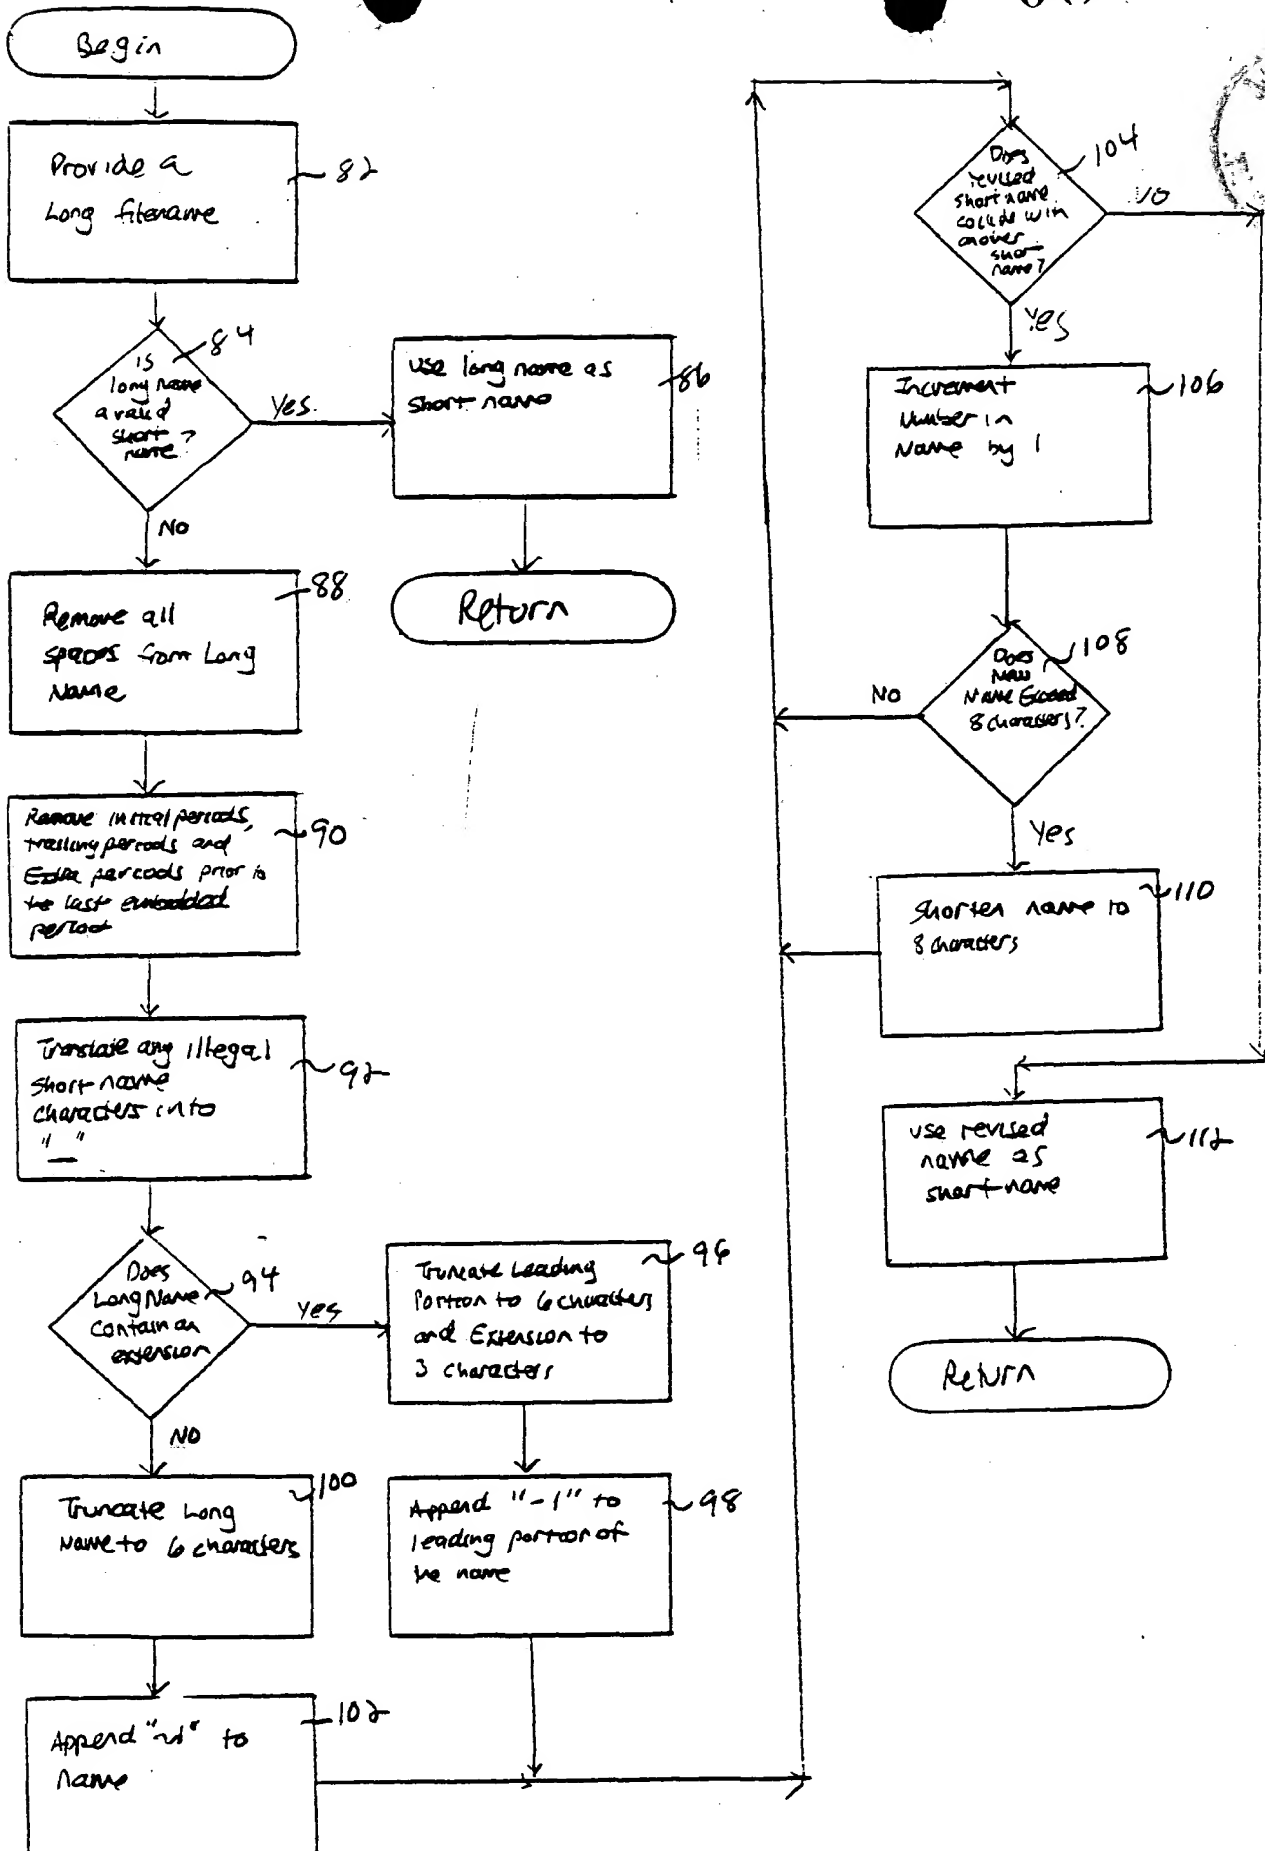 Begin
Provide a
Long filename
82
Is
long name
a valid
short
name?
84
Yes.
Use long name as
short name
86
Return
NO
Remove all
spaces from Long
Name
88
Remove initial periods,
trailing periods and
Extra periods prior to
the last embedded
period
90
Translate any illegal
short name
characters into
"_"
92
Does
Long Name
contain an
extension
94
Yes
Truncate Leading
Portion to 6 characters
and Extension to
3 characters
96
NO
Truncate Long
Name to 6 characters
100
Append "~1" to
leading portion of
the name
98
Append "~1" to
name
102
Does
revised
short name
collide with
another
short
name?
104
NO
Yes
Increment
Number in
Name by 1
106
Does
New
Name Exceed
8 characters?
108
NO
Yes
Shorten name to
8 characters
110
Use revised
name as
short name
112
Return